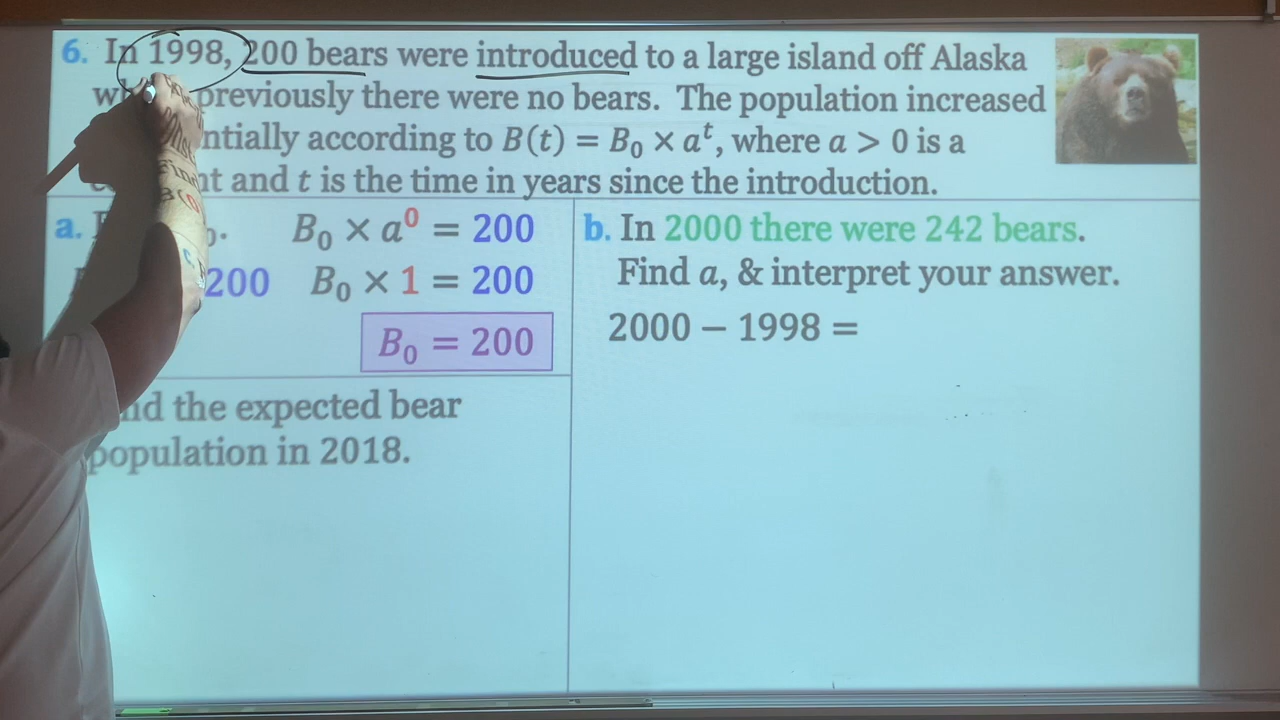 6. In 1998, 200 bears were introduced to a large island off Alaska
previously there were no bears. The population increased
ntially according to B(t) = B₀ × aᵗ, where a > 0 is a
nt and t is the time in years since the introduction.
a.
B₀ × a⁰ = 200
200 B₀ × 1 = 200
B₀ = 200
b. In 2000 there were 242 bears.
Find a, & interpret your answer.
2000 − 1998 =
nd the expected bear
population in 2018.